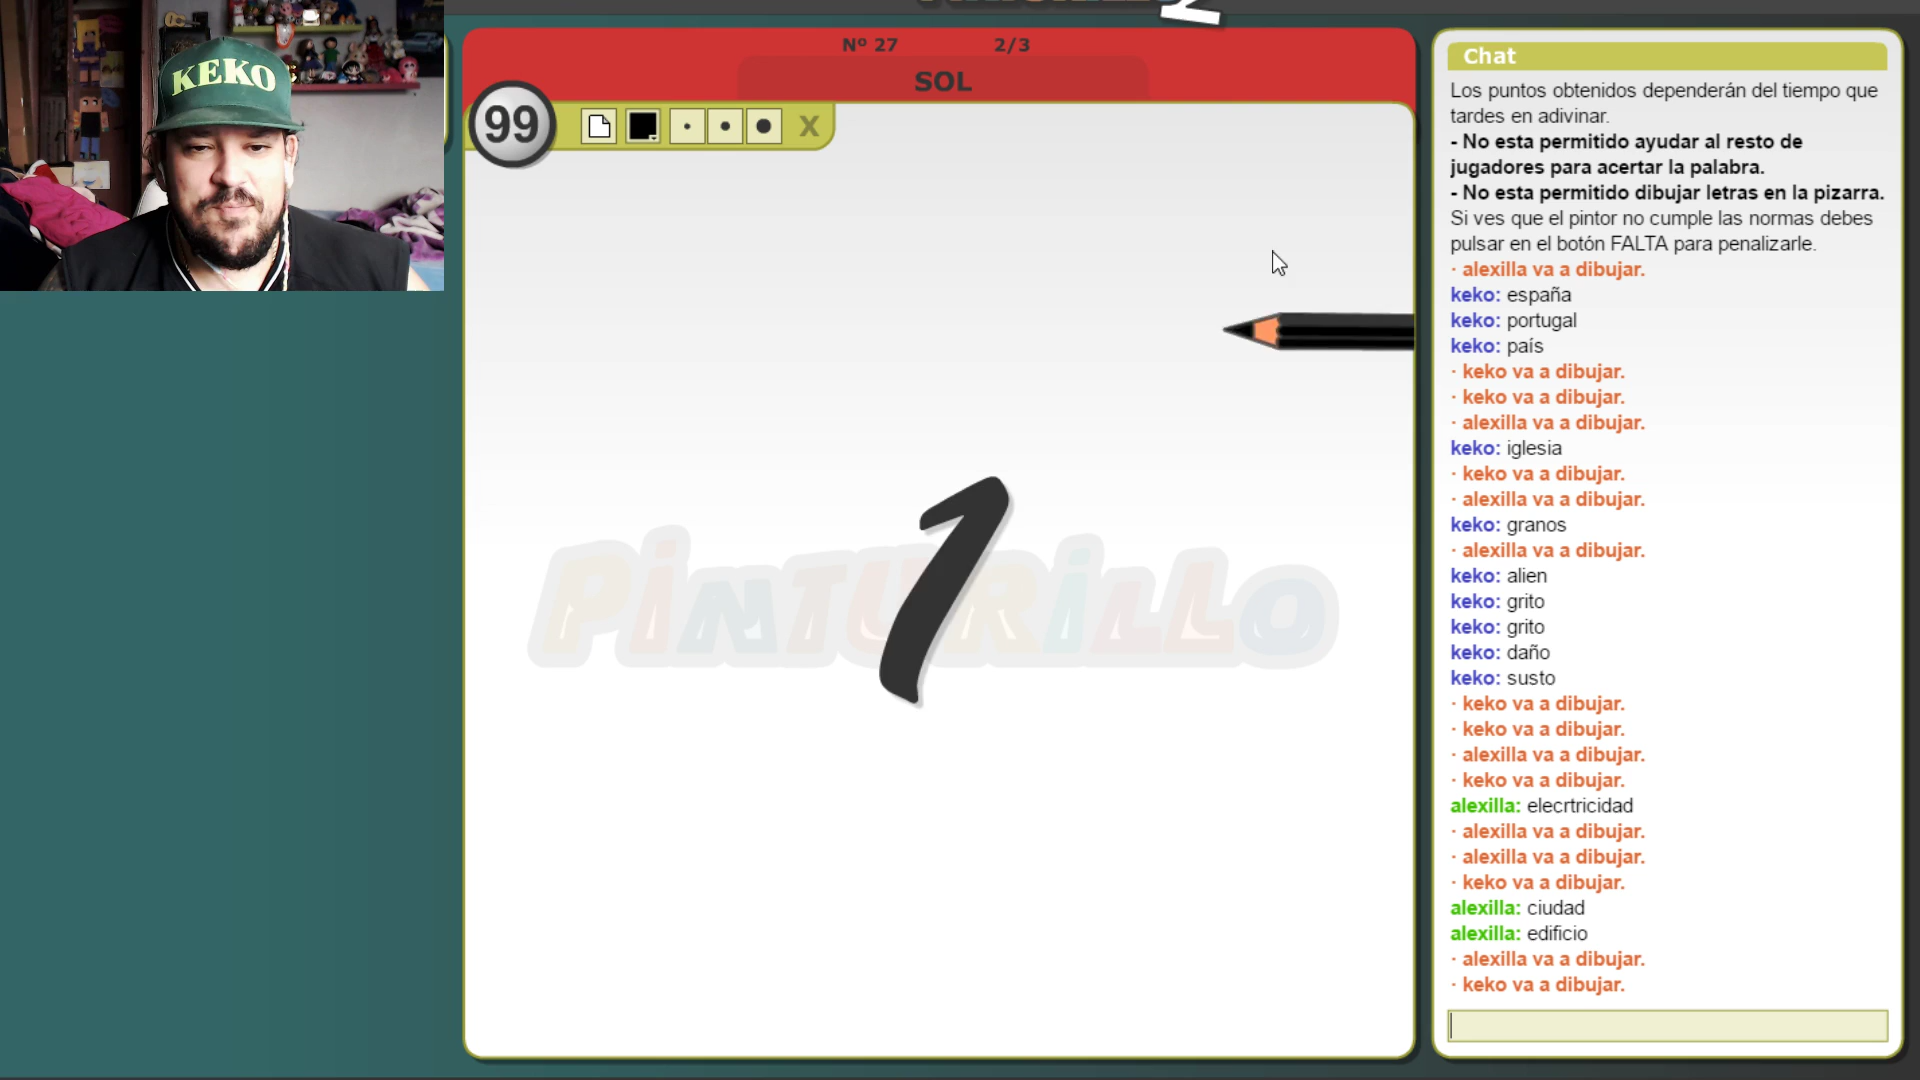 KEKO
Nº 27 2/3
SOL
99
X
1
PINTURILLO
Chat
Los puntos obtenidos dependerán del tiempo que
tardes en adivinar.
- No esta permitido ayudar al resto de
jugadores para acertar la palabra.
- No esta permitido dibujar letras en la pizarra.
Si ves que el pintor no cumple las normas debes
pulsar en el botón FALTA para penalizarle.
· alexilla va a dibujar.
keko: españa
keko: portugal
keko: país
· keko va a dibujar.
· keko va a dibujar.
· alexilla va a dibujar.
keko: iglesia
· keko va a dibujar.
· alexilla va a dibujar.
keko: granos
· alexilla va a dibujar.
keko: alien
keko: grito
keko: grito
keko: daño
keko: susto
· keko va a dibujar.
· keko va a dibujar.
· alexilla va a dibujar.
· keko va a dibujar.
alexilla: elecrtricidad
· alexilla va a dibujar.
· alexilla va a dibujar.
· keko va a dibujar.
alexilla: ciudad
alexilla: edificio
· alexilla va a dibujar.
· keko va a dibujar.